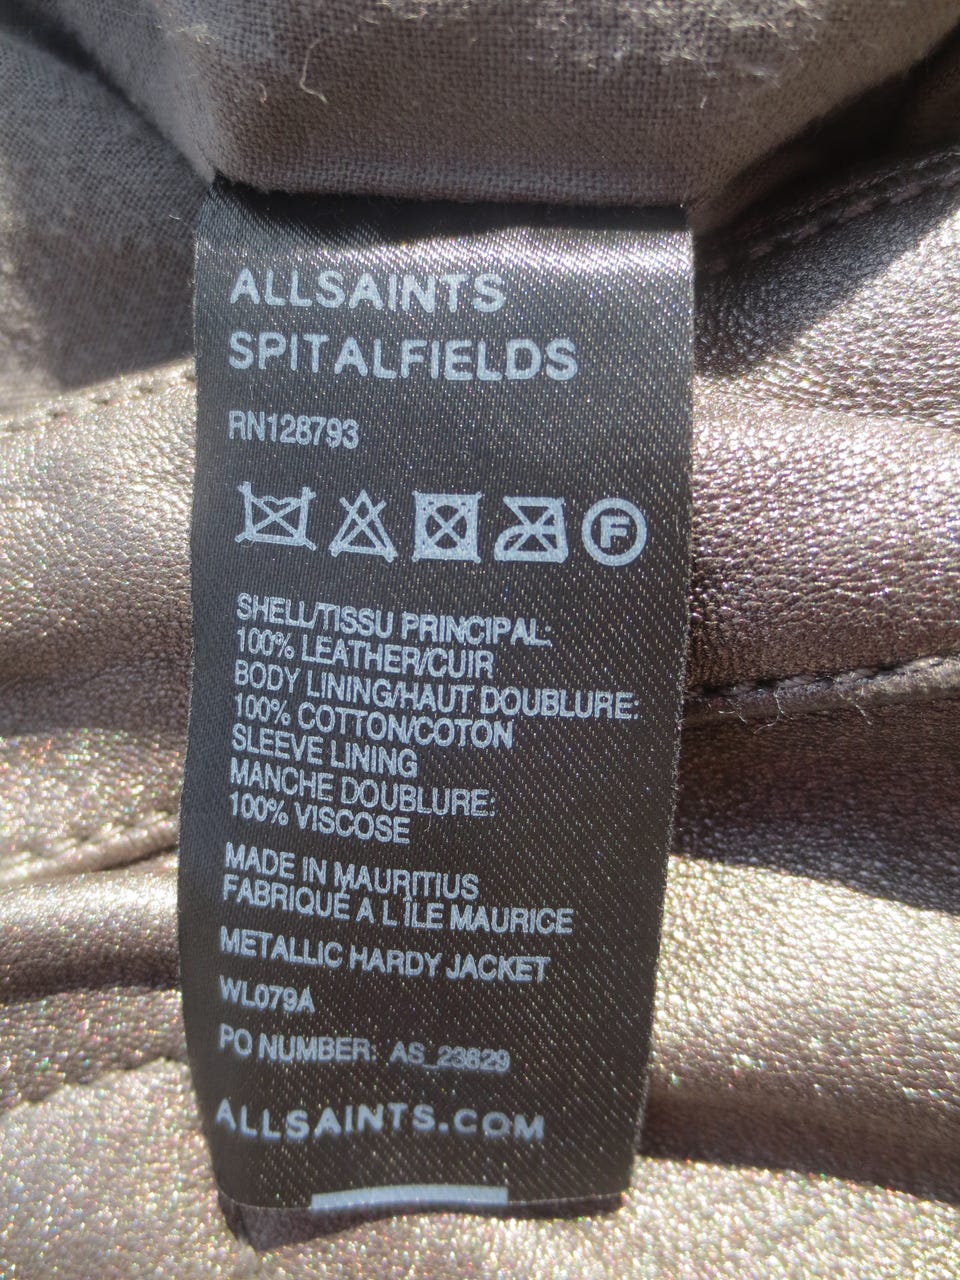 ALLSAINTS
SPITALFIELDS
RN128793
F
SHELL/TISSU PRINCIPAL:
100% LEATHER/CUIR
BODY LINING/HAUT DOUBLURE:
100% COTTON/COTON
SLEEVE LINING
MANCHE DOUBLURE:
100% VISCOSE
MADE IN MAURITIUS
FABRIQUÉ A L ÎLE MAURICE
METALLIC HARDY JACKET
WL079A
PO NUMBER: AS_23629
ALLSAINTS.COM